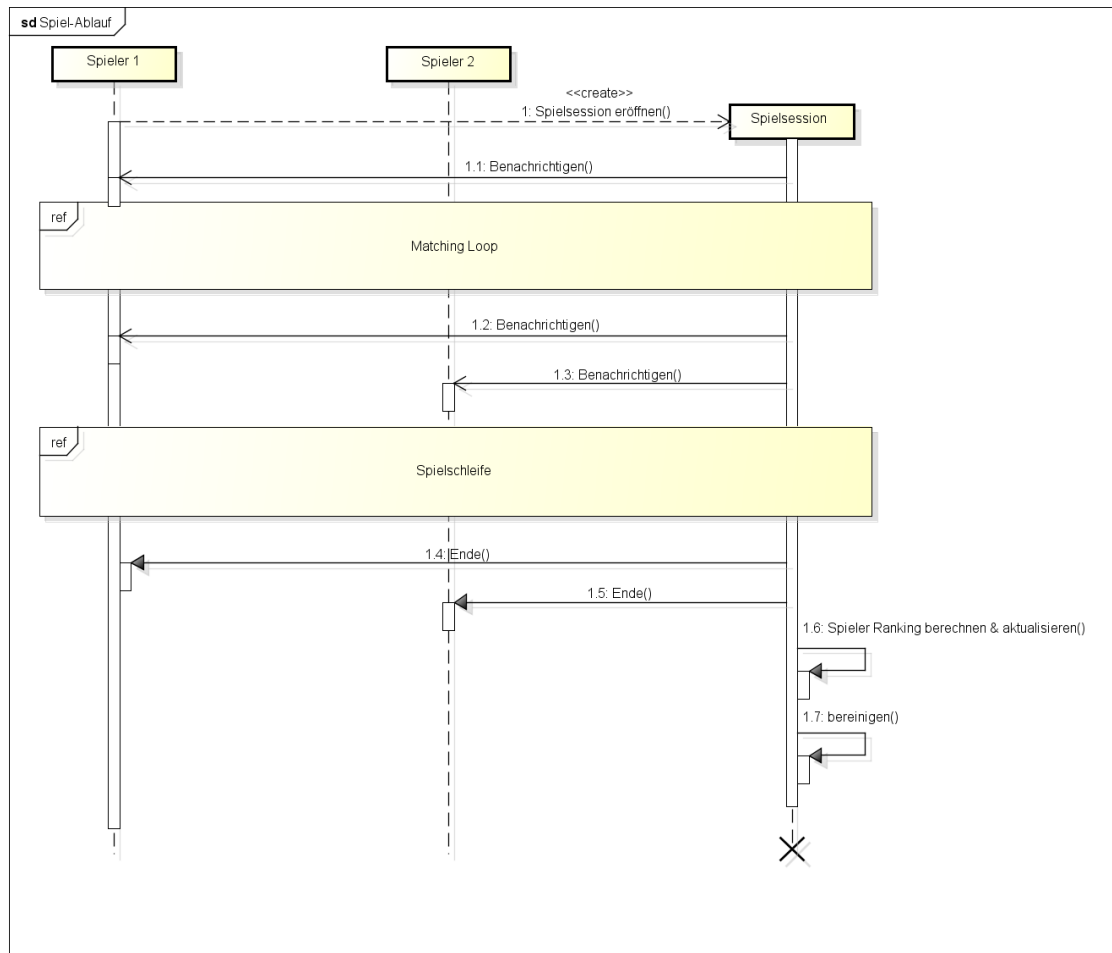 sd Spiel-Ablauf
Spieler 1
Spieler 2
<<create>>
1: Spielsession eröffnen()
Spielsession
1.1: Benachrichtigen()
ref
Matching Loop
1.2: Benachrichtigen()
1.3: Benachrichtigen()
ref
Spielschleife
1.4: Ende()
1.5: Ende()
1.6: Spieler Ranking berechnen & aktualisieren()
1.7: bereinigen()